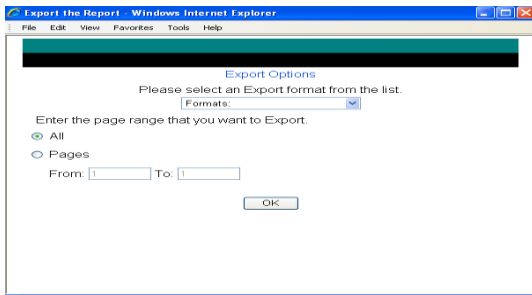 Export the Report - Windows Internet Explorer
File Edit View Favorites Tools Help
Export Options
Please select an Export format from the list.
Formats:
Enter the page range that you want to Export.
All
Pages
From: 1 To: 1
OK